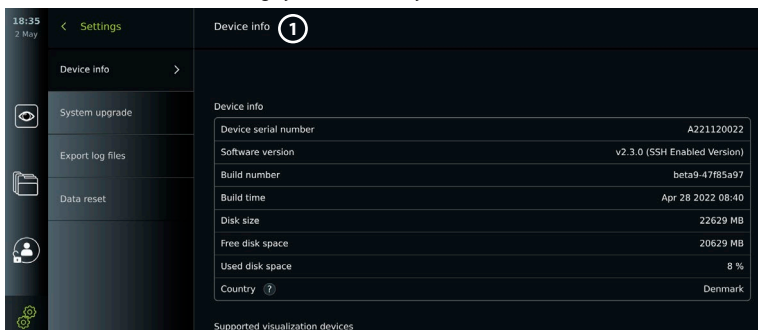 18:35
2 May
Settings
Device info
1
Device info
System upgrade
Export log files
Data reset
Device info
Device serial number A221120022
Software version v2.3.0 (SSH Enabled Version)
Build number beta9-47f85a97
Build time Apr 28 2022 08:40
Disk size 22629 MB
Free disk space 20629 MB
Used disk space 8 %
Country ? Denmark
Supported visualization devices